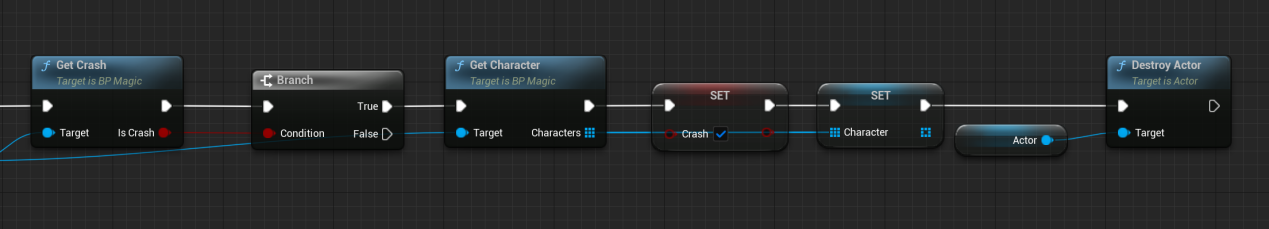 Get Crash
Target is BP Magic
Target
Is Crash
Branch
True
Condition
False
Get Character
Target is BP Magic
Target
Characters
SET
Crash
SET
Character
Actor
Destroy Actor
Target is Actor
Target